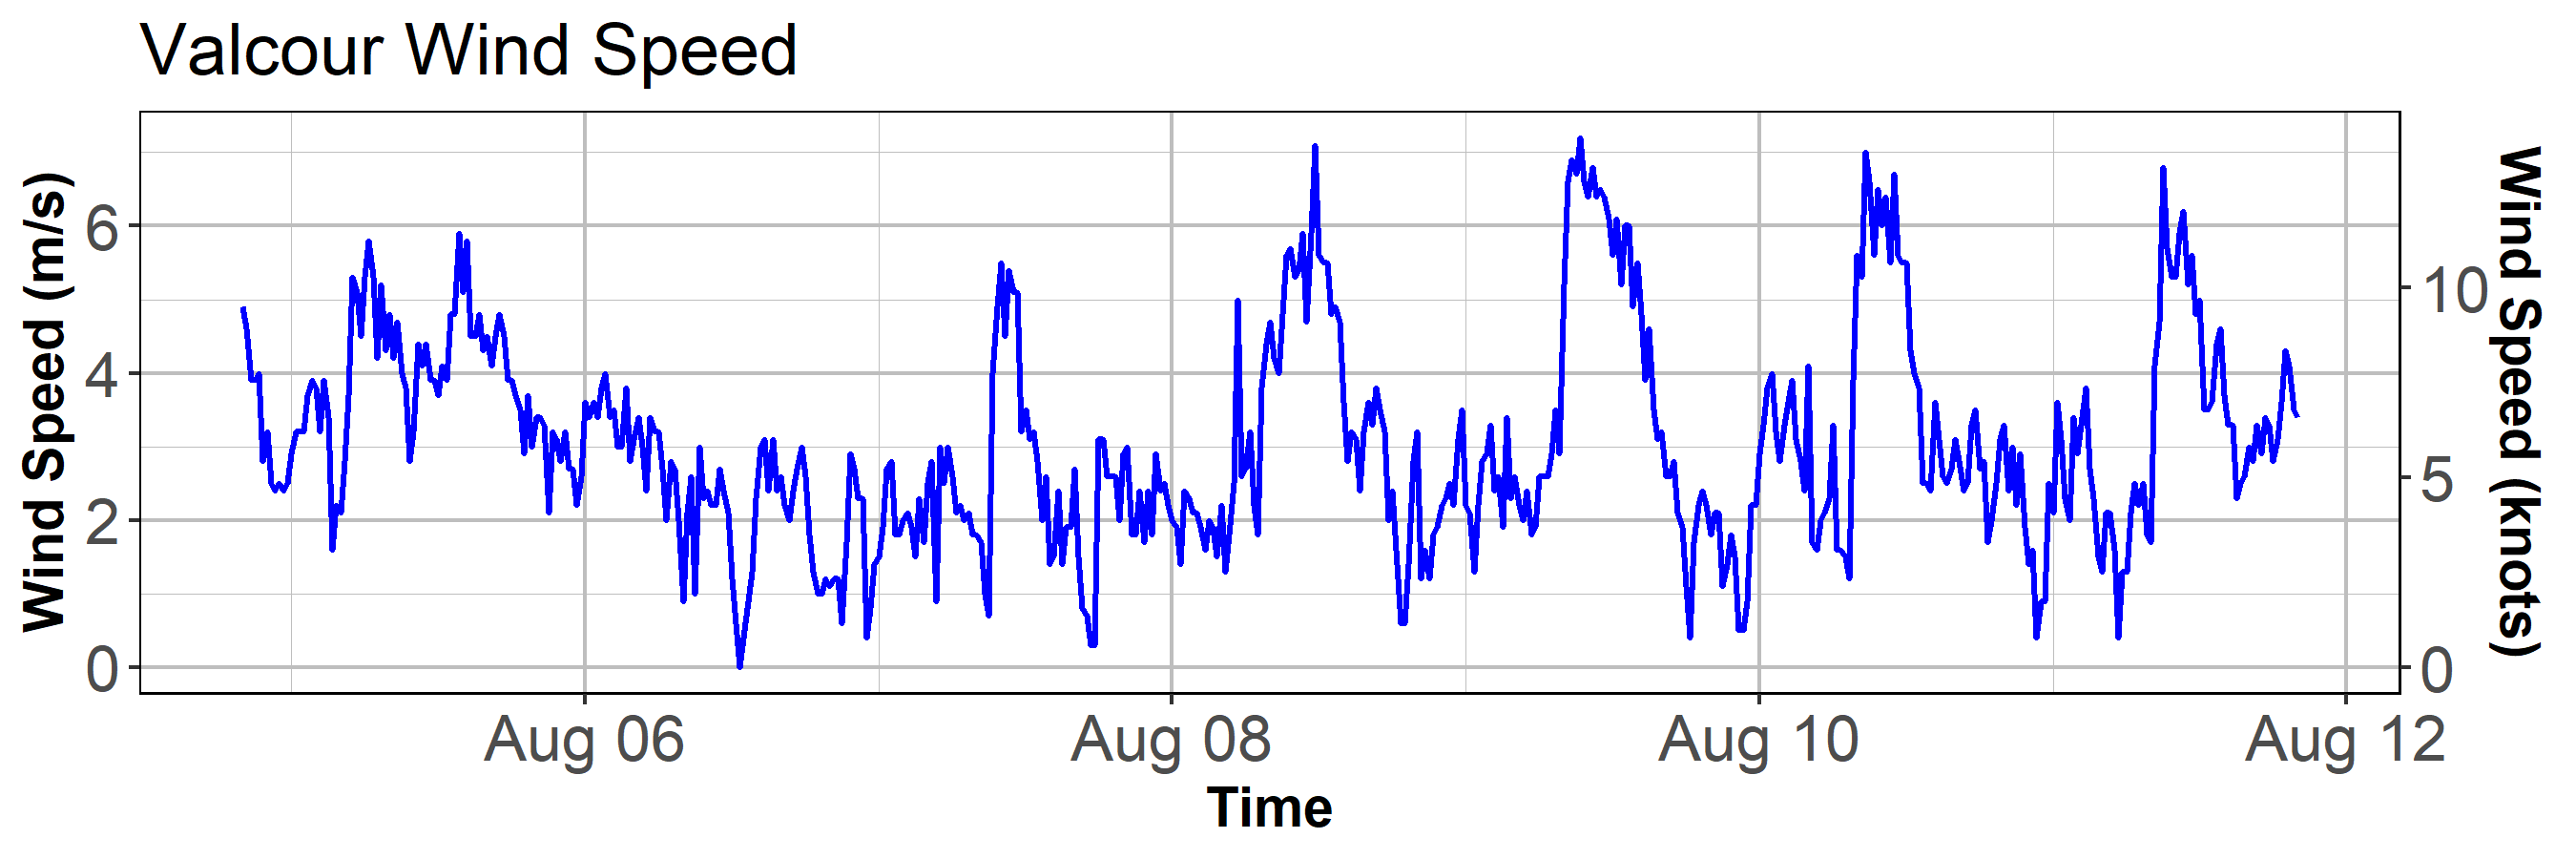 Valcour Wind Speed
Wind Speed (m/s)
6
4
2
0
Wind Speed (knots)
10
5
0
Aug 06
Aug 08
Aug 10
Aug 12
Time